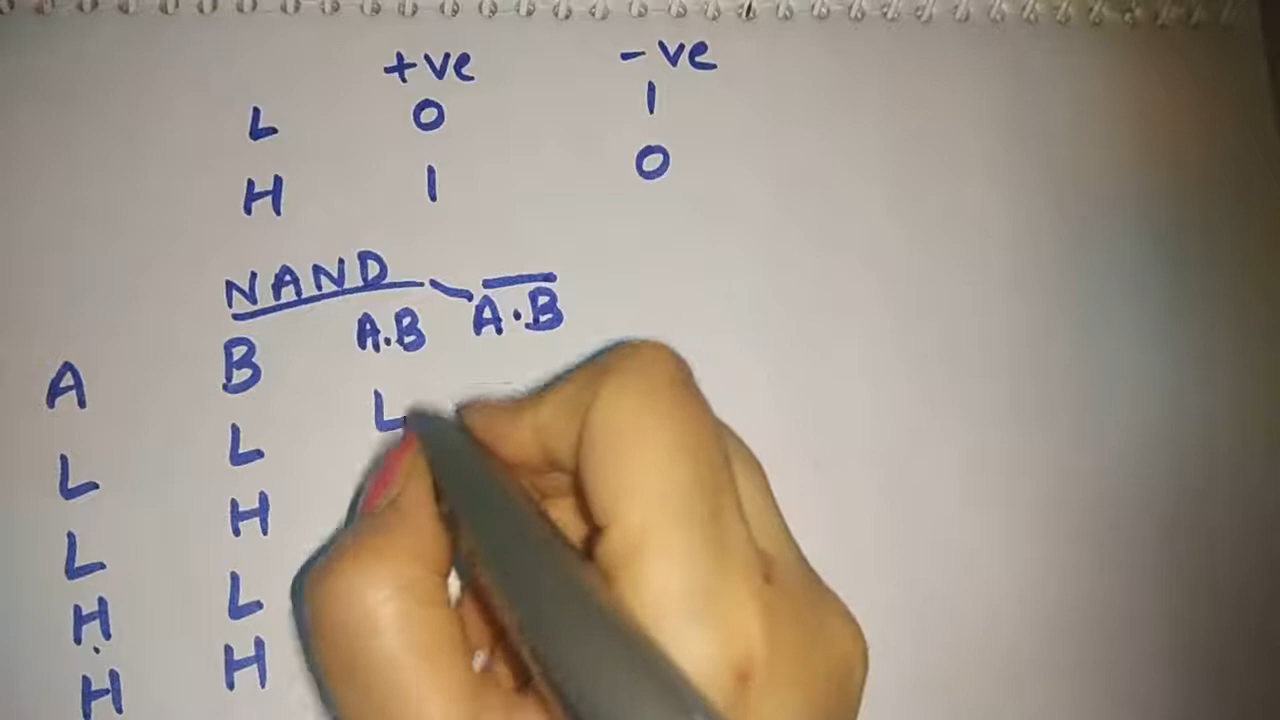 +ve - ve
L 0 1
H 1 0
NAND
A B A.B A.B̅
L L L
L H
H L
H H